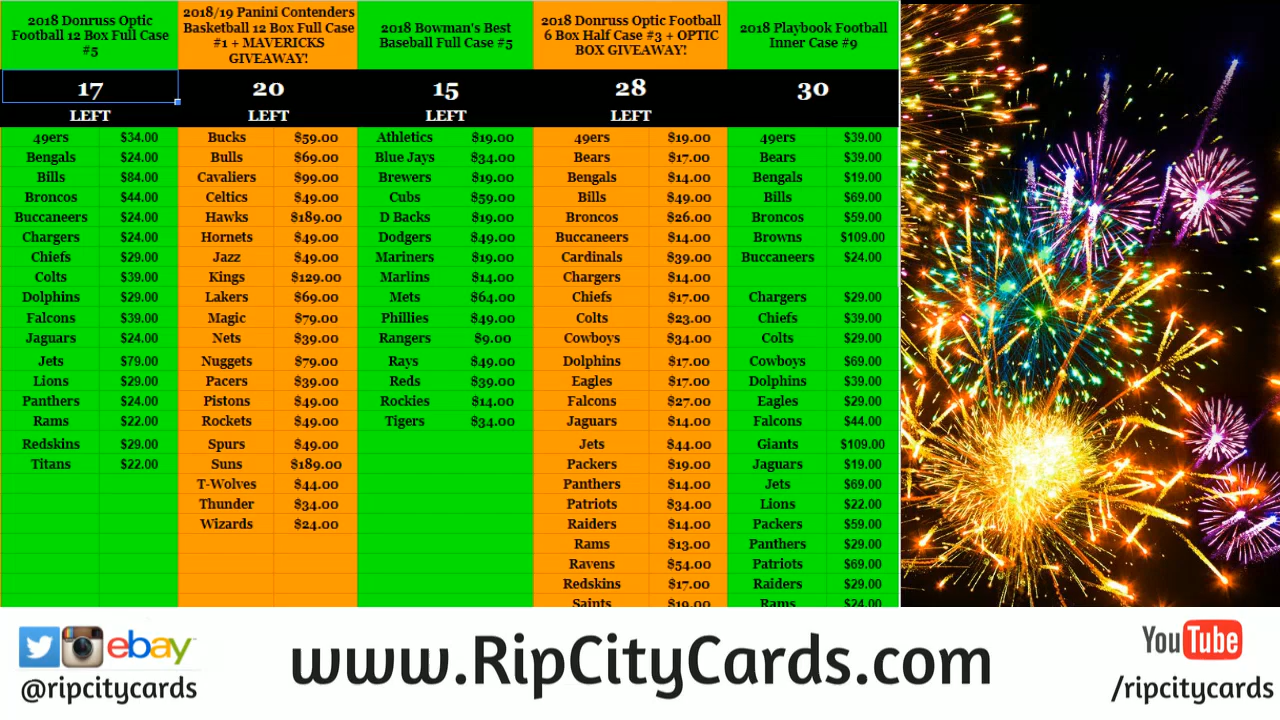 2018 Donruss Optic
Football 12 Box Full Case
#5
2018/19 Panini Contenders
Basketball 12 Box Full Case
#1 + MAVERICKS
GIVEAWAY!
2018 Bowman's Best
Baseball Full Case #5
2018 Donruss Optic Football
6 Box Half Case #3 + OPTIC
BOX GIVEAWAY!
2018 Playbook Football
Inner Case #9
17 20 15 28 30
LEFT LEFT LEFT LEFT
49ers $34.00 Bucks $59.00 Athletics $19.00 49ers $19.00 49ers $39.00
Bengals $24.00 Bulls $69.00 Blue Jays $34.00 Bears $17.00 Bears $39.00
Bills $84.00 Cavaliers $99.00 Brewers $19.00 Bengals $14.00 Bengals $19.00
Broncos $44.00 Celtics $49.00 Cubs $59.00 Bills $49.00 Bills $69.00
Buccaneers $24.00 Hawks $189.00 D Backs $19.00 Broncos $26.00 Broncos $59.00
Chargers $24.00 Hornets $49.00 Dodgers $49.00 Buccaneers $14.00 Browns $109.00
Chiefs $29.00 Jazz $49.00 Mariners $19.00 Cardinals $39.00 Buccaneers $24.00
Colts $39.00 Kings $129.00 Marlins $14.00 Chargers $14.00
Dolphins $29.00 Lakers $69.00 Mets $64.00 Chiefs $17.00 Chargers $29.00
Falcons $39.00 Magic $79.00 Phillies $49.00 Colts $23.00 Chiefs $39.00
Jaguars $24.00 Nets $39.00 Rangers $9.00 Cowboys $34.00 Colts $29.00
Jets $79.00 Nuggets $79.00 Rays $49.00 Dolphins $17.00 Cowboys $69.00
Lions $29.00 Pacers $39.00 Reds $39.00 Eagles $17.00 Dolphins $39.00
Panthers $24.00 Pistons $49.00 Rockies $14.00 Falcons $27.00 Eagles $29.00
Rams $22.00 Rockets $49.00 Tigers $34.00 Jaguars $14.00 Falcons $44.00
Redskins $29.00 Spurs $49.00 Jets $44.00 Giants $109.00
Titans $22.00 Suns $189.00 Packers $19.00 Jaguars $19.00
T-Wolves $44.00 Panthers $14.00 Jets $69.00
Thunder $34.00 Patriots $34.00 Lions $22.00
Wizards $24.00 Raiders $14.00 Packers $59.00
Rams $13.00 Panthers $29.00
Ravens $54.00 Patriots $69.00
Redskins $17.00 Raiders $29.00
Saints $19.00 Rams $24.00
ebay
@ripcitycards
www.RipCityCards.com
YouTube
/ripcitycards